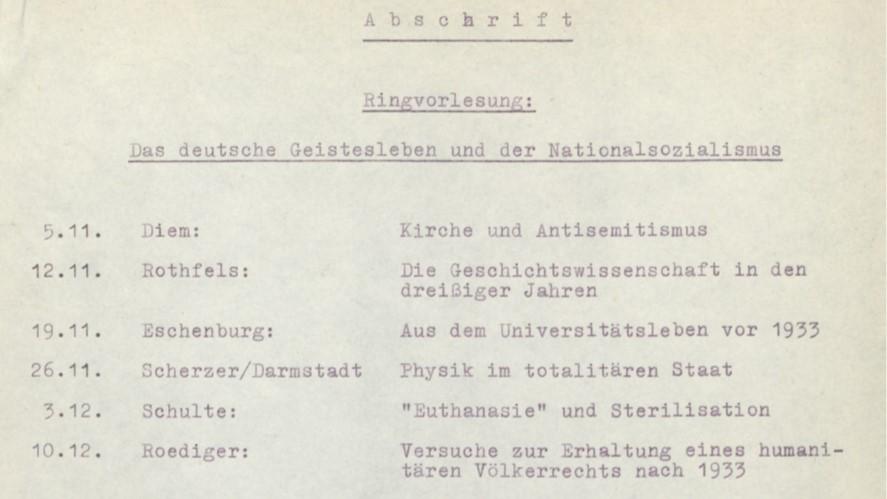 Abschrift
Ringvorlesung:
Das deutsche Geistesleben und der Nationalsozialismus
5.11. Diem: Kirche und Antisemitismus
12.11. Rothfels: Die Geschichtswissenschaft in den
dreißiger Jahren
19.11. Eschenburg: Aus dem Universitätsleben vor 1933
26.11. Scherzer/Darmstadt Physik im totalitären Staat
3.12. Schulte: "Euthanasie" und Sterilisation
10.12. Roediger: Versuche zur Erhaltung eines humani-
tären Völkerrechts nach 1933